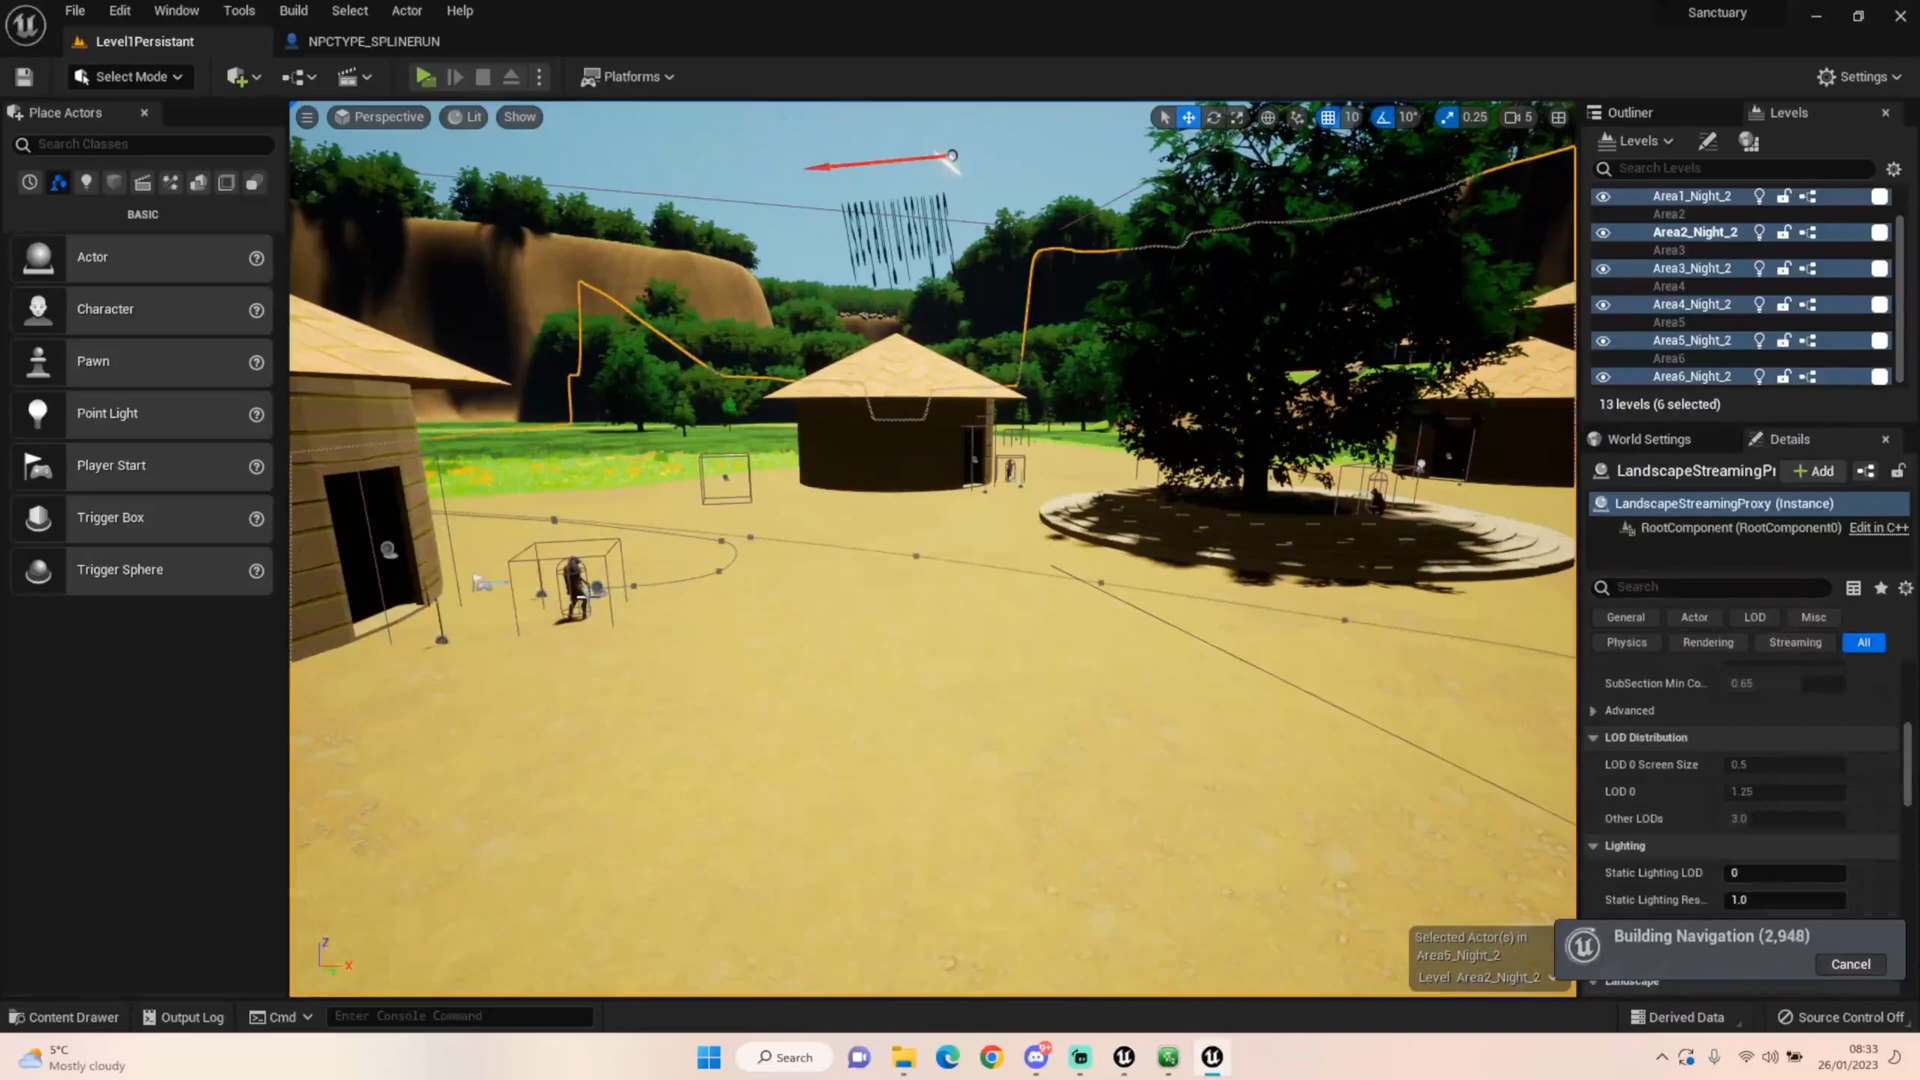 File Edit Window Tools Build Select Actor Help
Sanctuary
Level1Persistant
NPCTYPE_SPLINERUN
Select Mode
Platforms
Settings
Place Actors
Search Classes
BASIC
Actor
Character
Pawn
Point Light
Player Start
Trigger Box
Trigger Sphere
Perspective
Lit
Show
10
10°
0.25
5
Outliner
Levels
Levels
Search Levels
Area1_Night_2
Area2
Area2_Night_2
Area3
Area3_Night_2
Area4
Area4_Night_2
Area5
Area5_Night_2
Area6
Area6_Night_2
13 levels (6 selected)
World Settings
Details
LandscapeStreamingPr
Add
LandscapeStreamingProxy (Instance)
RootComponent (RootComponent0)
Edit in C++
Search
General
Actor
LOD
Misc
Physics
Rendering
Streaming
All
SubSection Min Co...
0.65
Advanced
LOD Distribution
LOD 0 Screen Size
0.5
LOD 0
1.25
Other LODs
3.0
Lighting
Static Lighting LOD
0
Static Lighting Res...
1.0
Landscape
Selected Actor(s) in
Area5_Night_2
Level Area2_Night_2
Building Navigation (2,948)
Cancel
Z
X
Content Drawer
Output Log
Cmd
Enter Console Command
Derived Data
Source Control Off
5°C
Mostly cloudy
Search
9+
08:33
26/01/2023